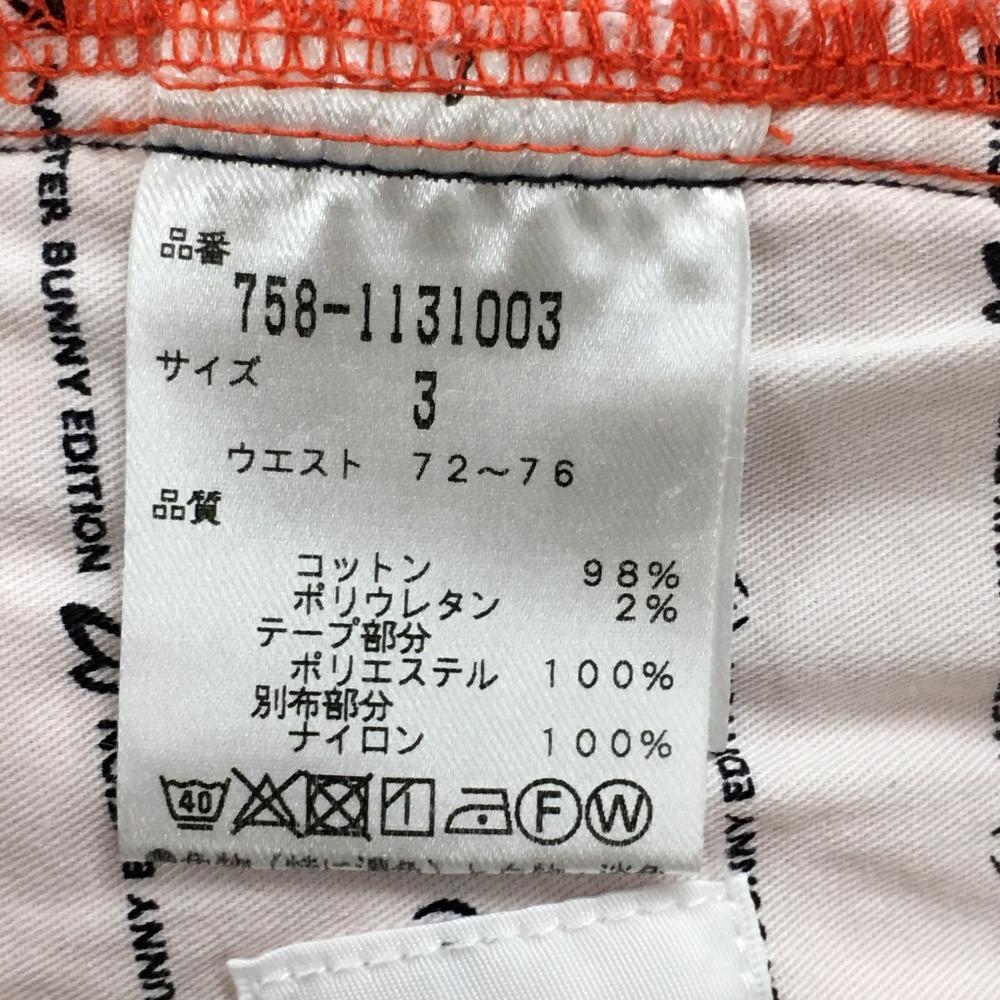 品番
758-1131003
サイズ
3
ウエスト 72～76
品質
コットン 98%
ポリウレタン 2%
テープ部分
ポリエステル 100%
別布部分
ナイロン 100%
40
F
W
MASTER BUNNY EDITION